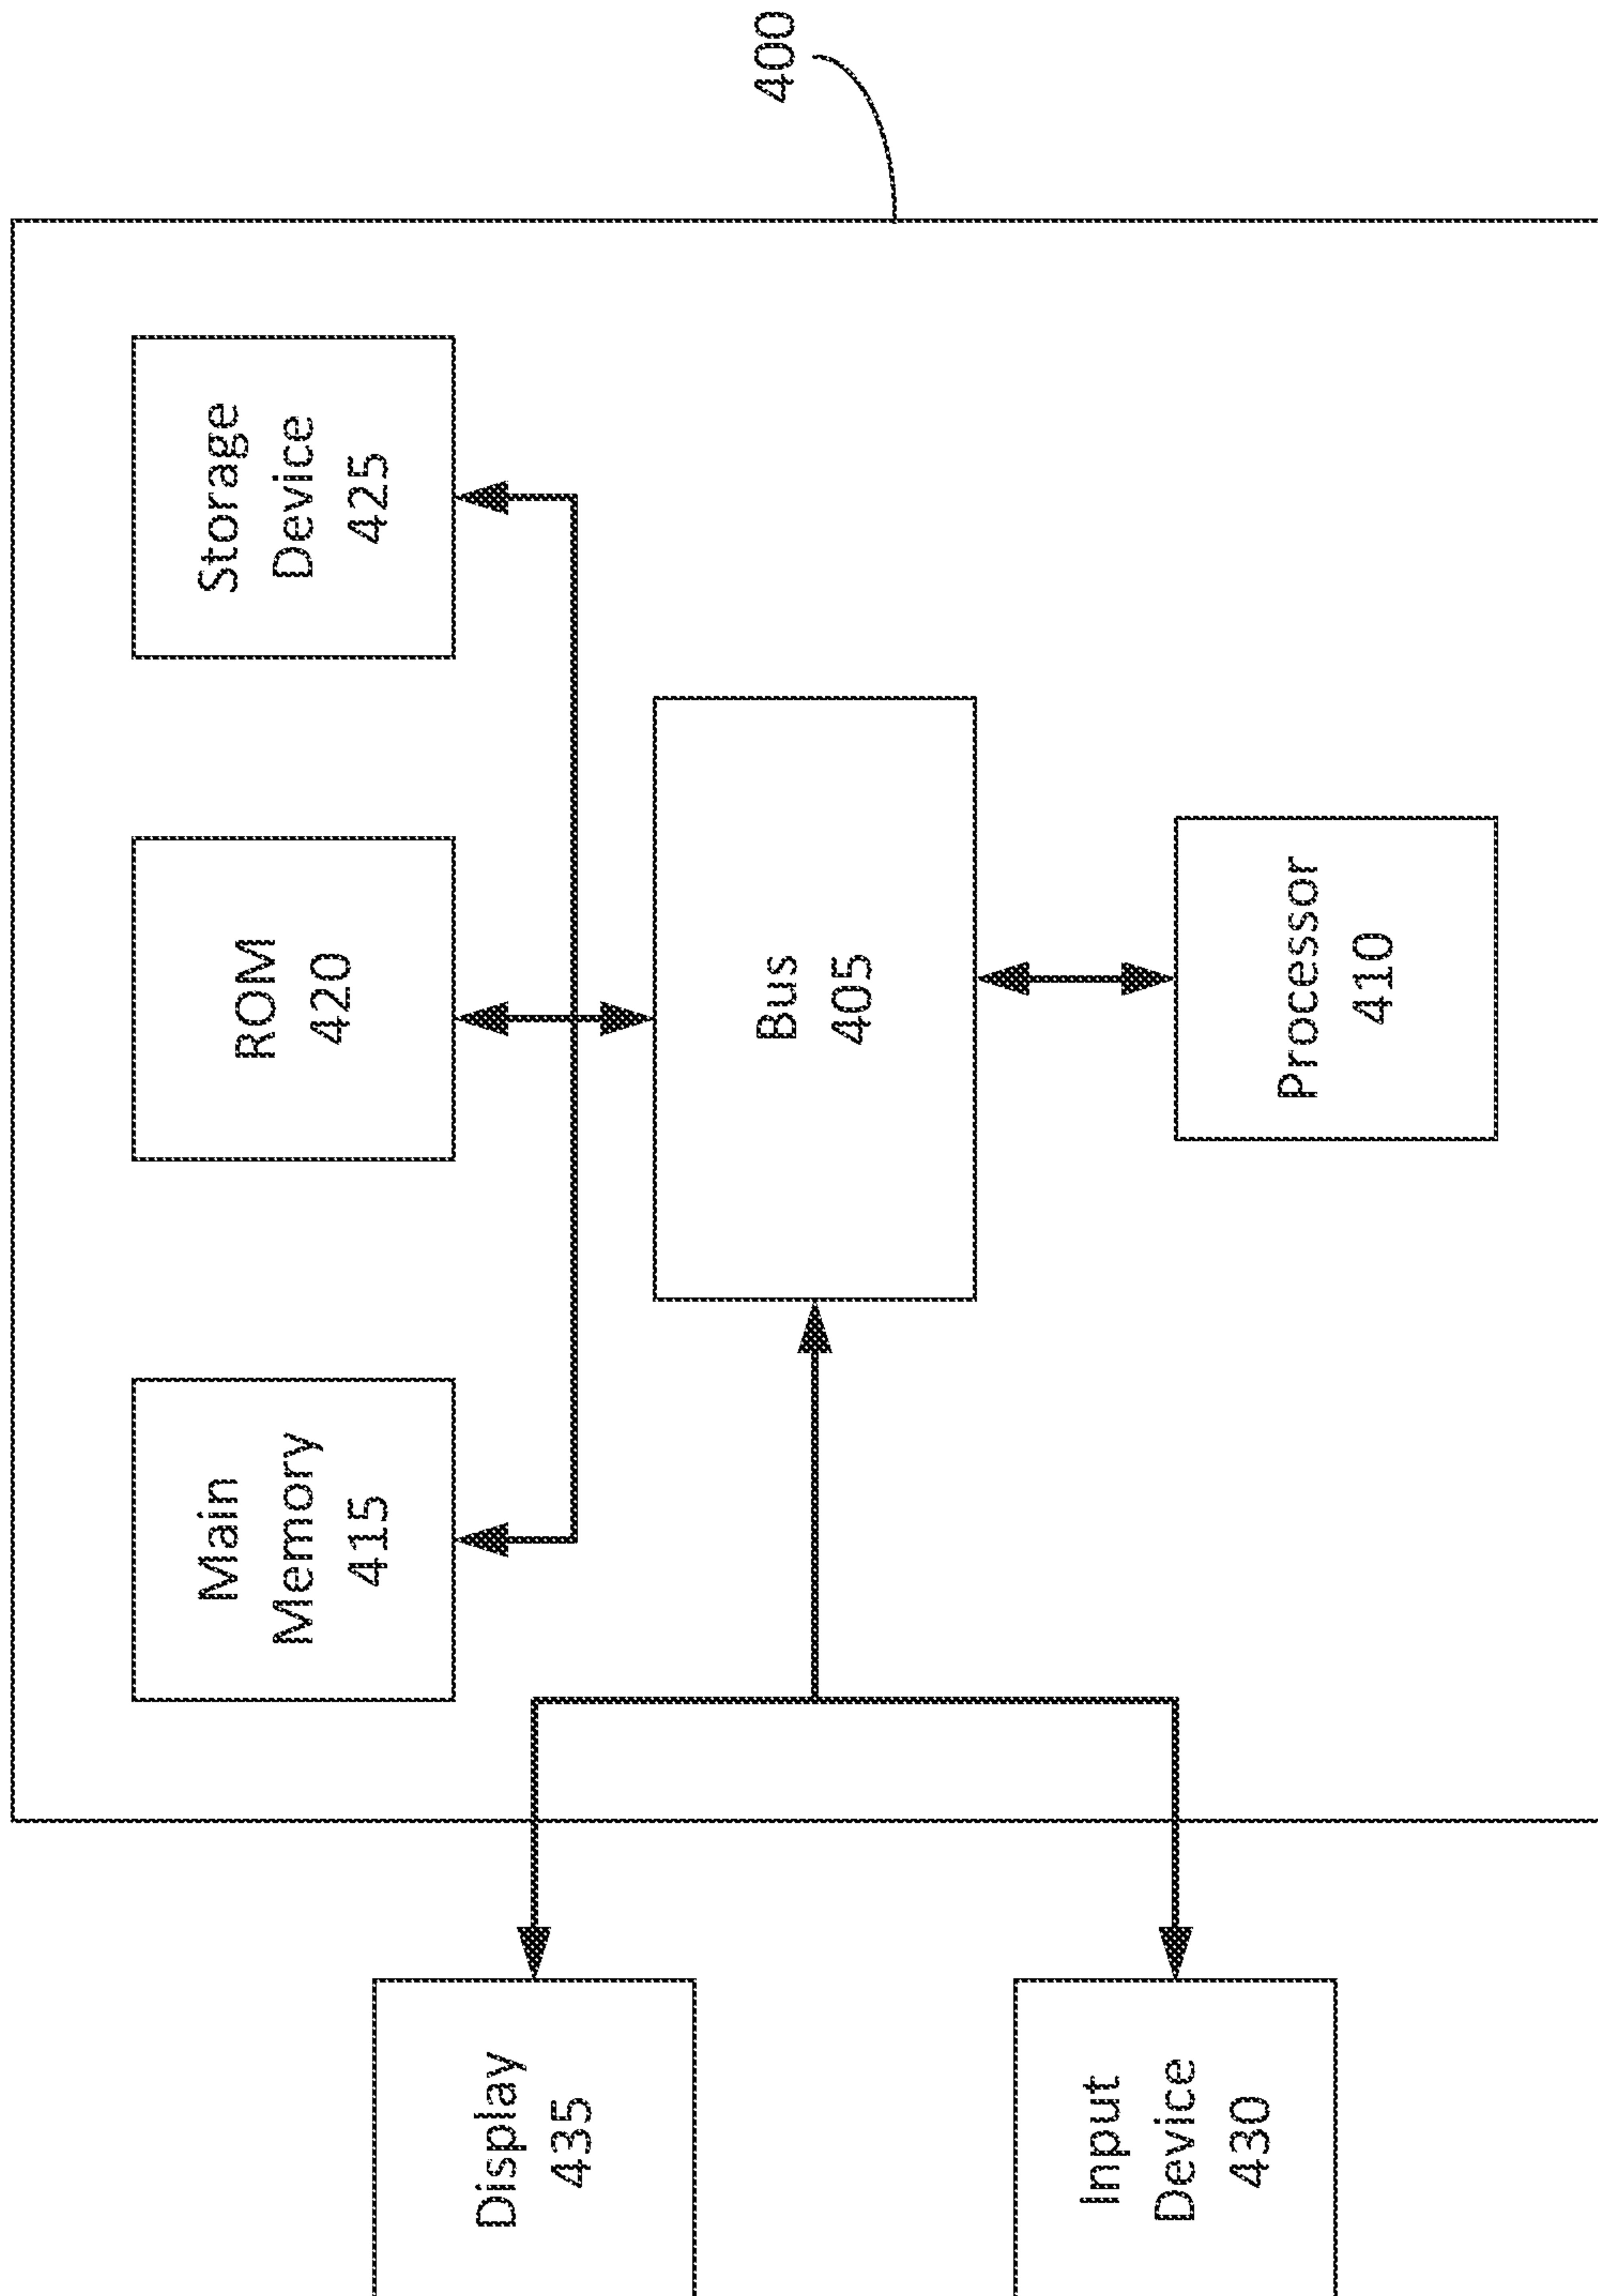 400
Main
Memory
415
ROM
420
Storage
Device
425
Display
435
Bus
405
Input
Device
430
Processor
410